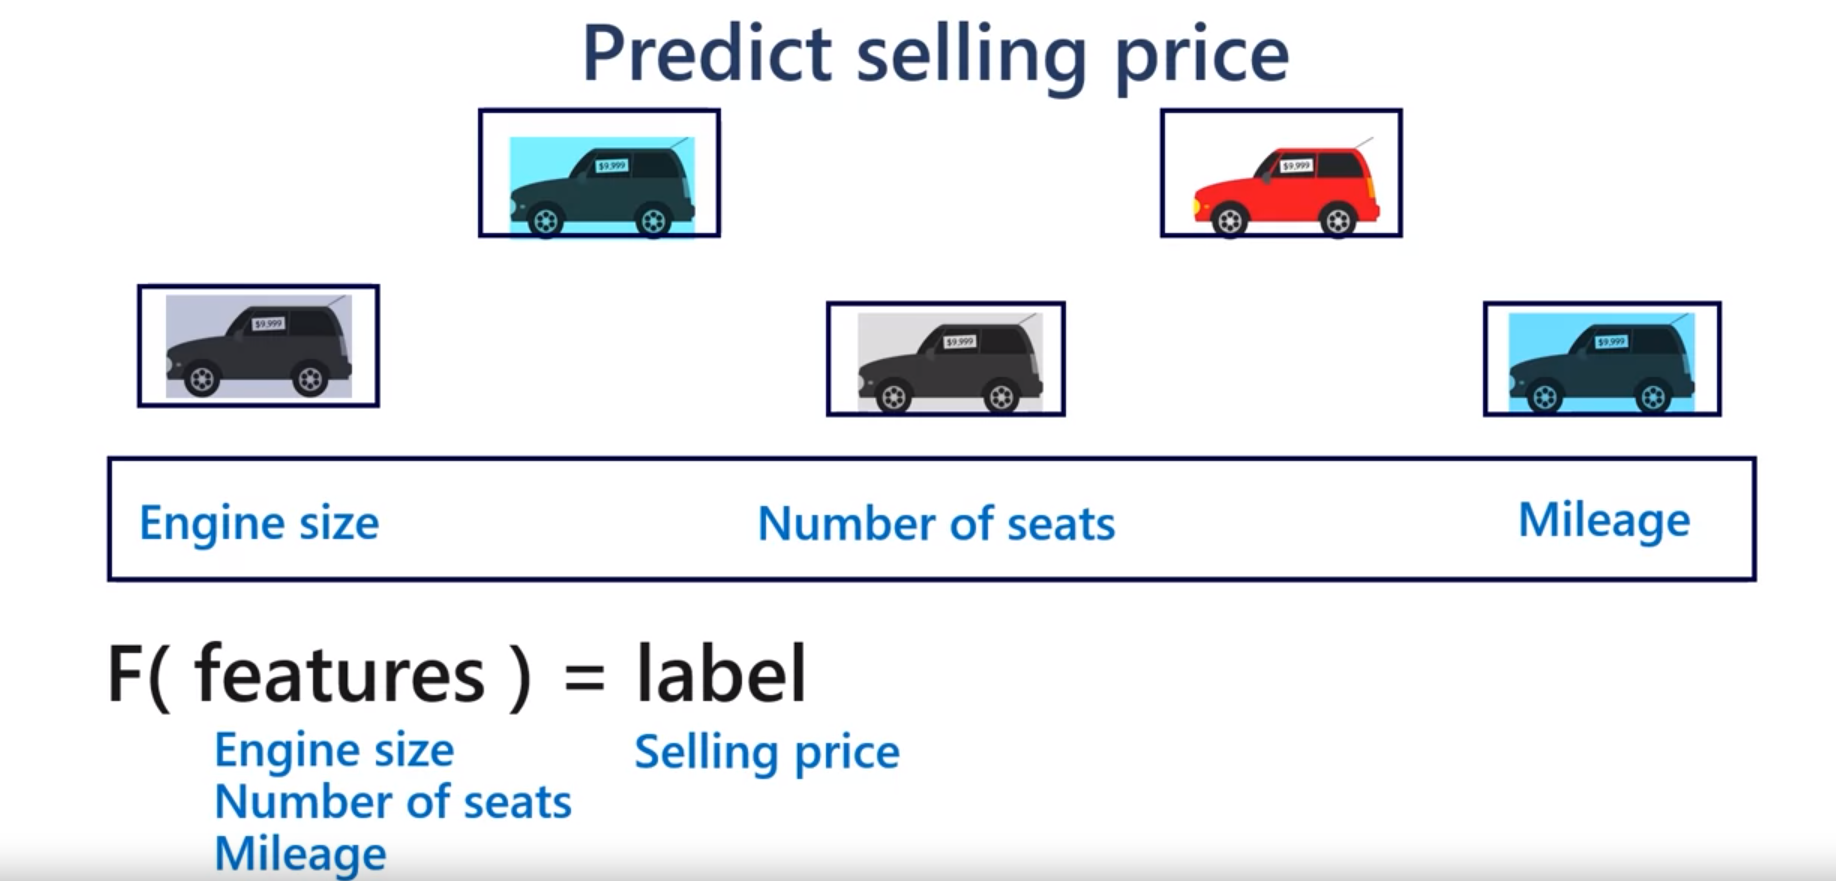 Predict selling price
$9,999
$9,999
$9,999
$9,999
$9,999
Engine size Number of seats Mileage
F( features ) = label
Engine size Selling price
Number of seats
Mileage